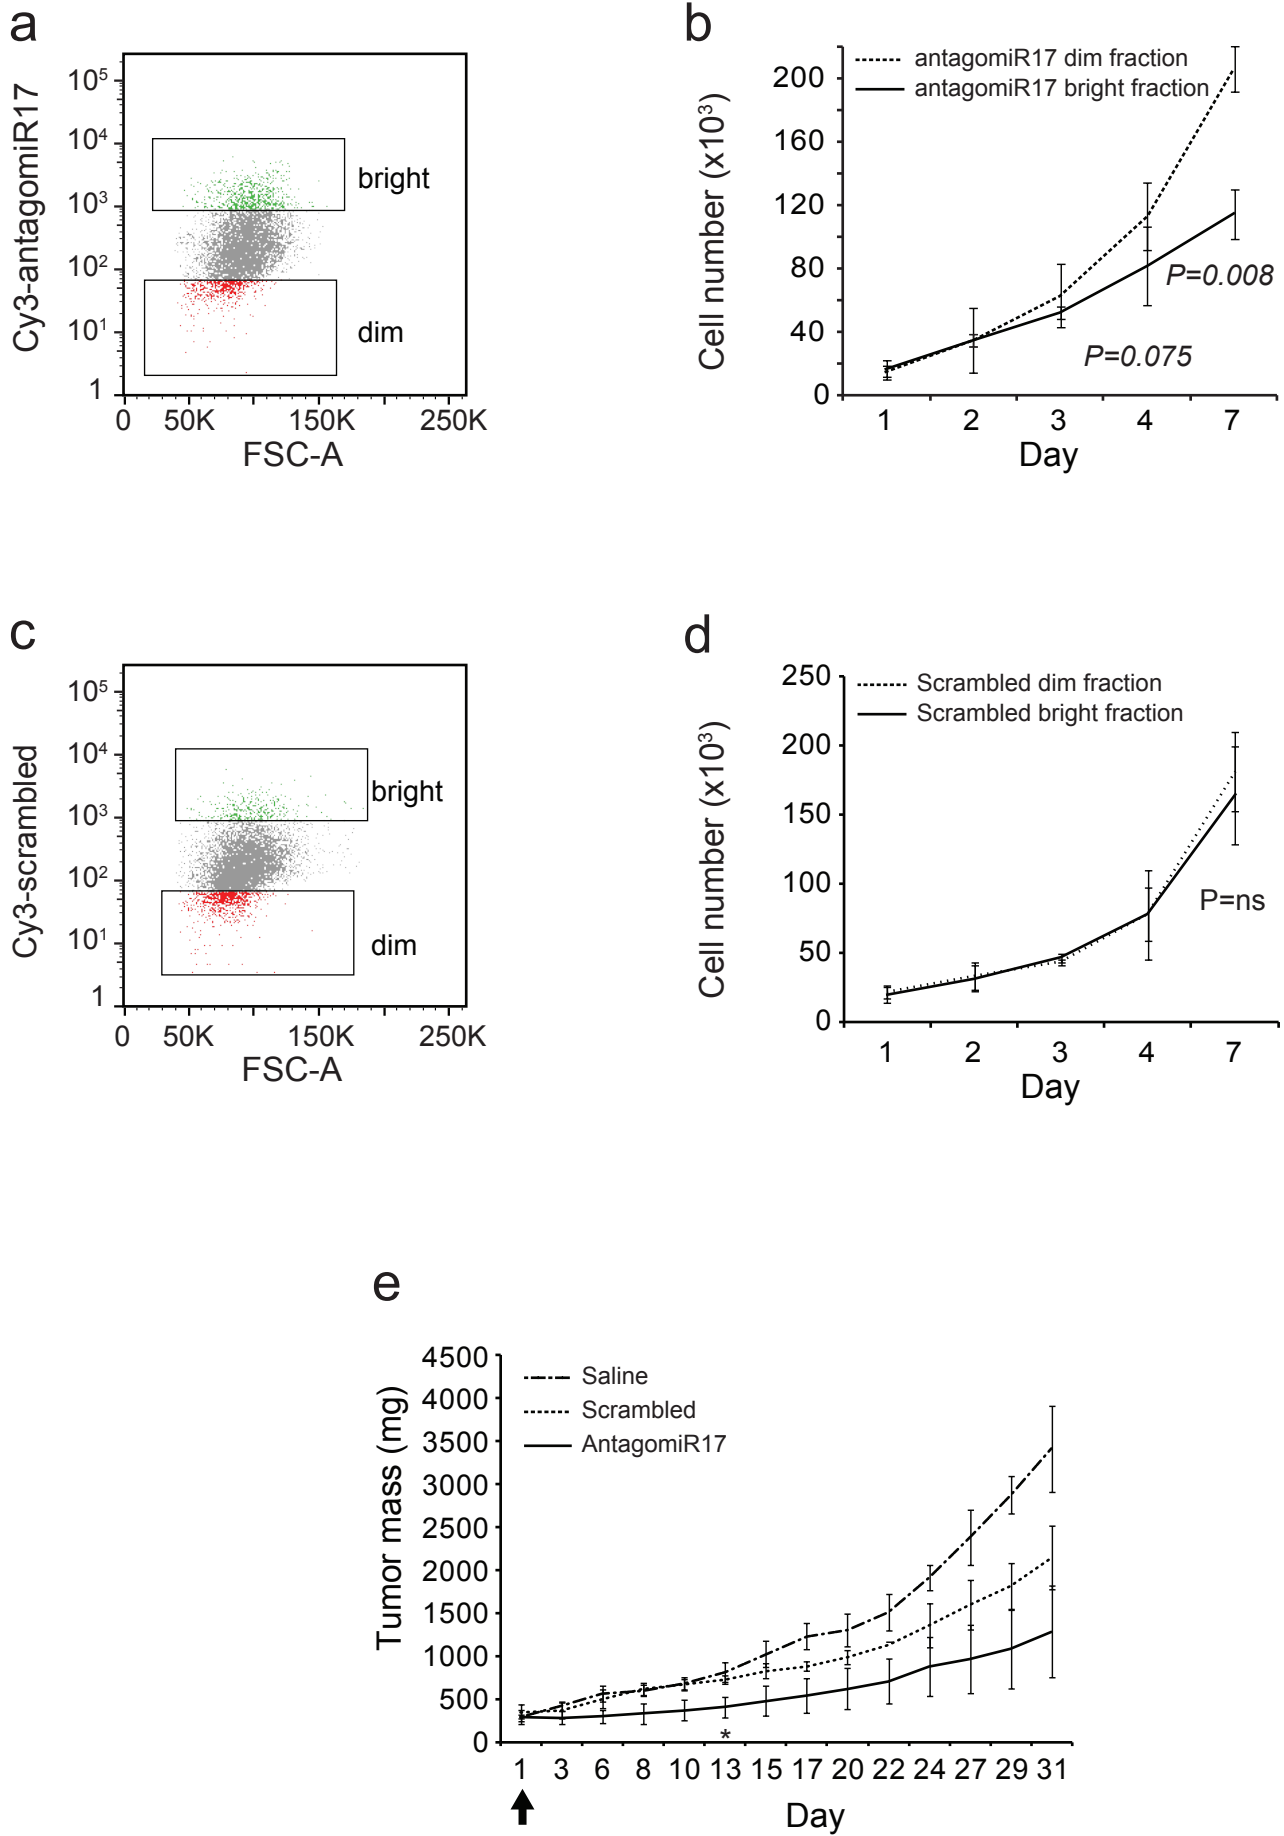 a
Cy3-antagomiR17
10⁵
10⁴
10³
10²
10¹
1
bright
dim
0 50K 150K 250K
FSC-A
b
Cell number (x10³)
200
160
120
80
40
0
antagomiR17 dim fraction
antagomiR17 bright fraction
P=0.008
P=0.075
1 2 3 4 7
Day
c
Cy3-scrambled
10⁵
10⁴
10³
10²
10¹
1
bright
dim
0 50K 150K 250K
FSC-A
d
Cell number (x10³)
250
200
150
100
50
0
Scrambled dim fraction
Scrambled bright fraction
P=ns
1 2 3 4 7
Day
e
Tumor mass (mg)
4500
4000
3500
3000
2500
2000
1500
1000
500
0
Saline
Scrambled
AntagomiR17
*
1 3 6 8 10 13 15 17 20 22 24 27 29 31
Day